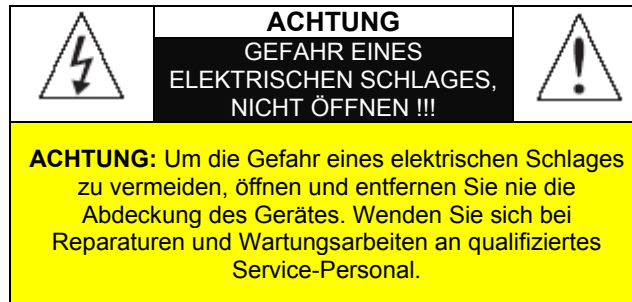 ACHTUNG
GEFAHR EINES
ELEKTRISCHEN SCHLAGES,
NICHT ÖFFNEN !!!
ACHTUNG: Um die Gefahr eines elektrischen Schlages
zu vermeiden, öffnen und entfernen Sie nie die
Abdeckung des Gerätes. Wenden Sie sich bei
Reparaturen und Wartungsarbeiten an qualifiziertes
Service-Personal.